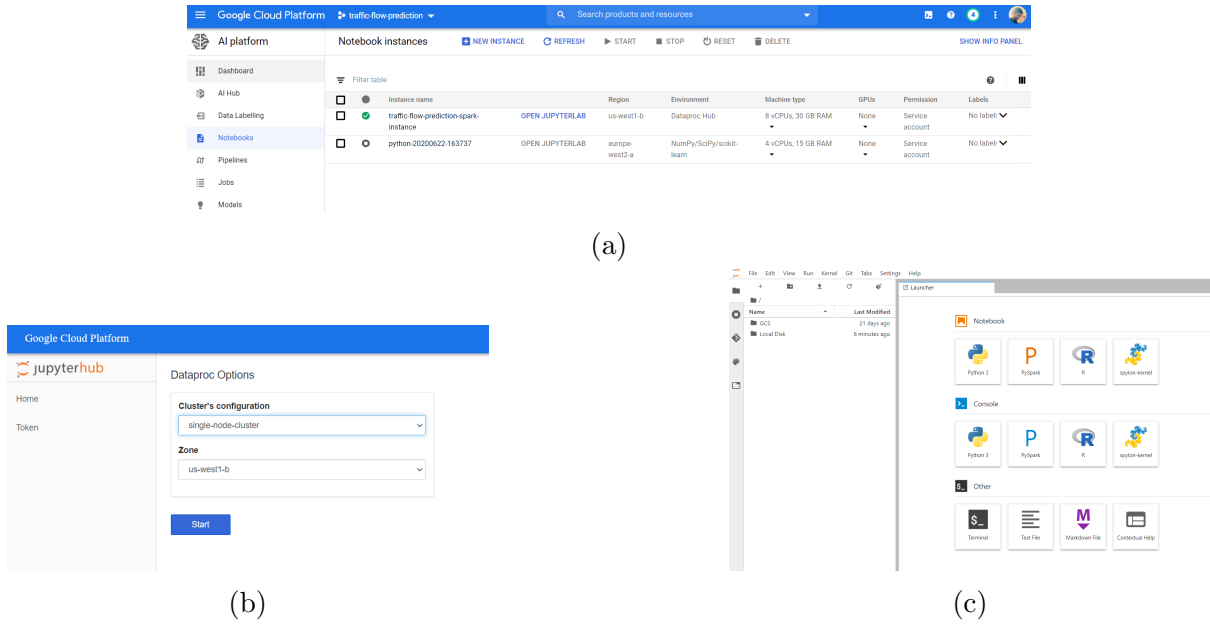 Google Cloud Platform traffic-flow-prediction Search products and resources 4
AI platform Notebook instances NEW INSTANCE REFRESH START STOP RESET DELETE SHOW INFO PANEL
Dashboard
AI Hub
Data Labelling
Notebooks
Pipelines
Jobs
Models
Filter table
Instance name Region Environment Machine type GPUs Permission Labels
traffic-flow-prediction-spark-instance OPEN JUPYTERLAB us-west1-b Dataproc Hub 8 vCPUs, 30 GB RAM None Service account No labels
python-20200622-163737 OPEN JUPYTERLAB europe-west2-a NumPy/SciPy/scikit-learn 4 vCPUs, 15 GB RAM None Service account No labels
(a)
Google Cloud Platform
jupyterhub
Home
Token
Dataproc Options
Cluster's configuration
single-node-cluster
Zone
us-west1-b
Start
(b)
File Edit View Run Kernel Git Tabs Settings Help
/
Name Last Modified
GCS 21 days ago
Local Disk 6 minutes ago
Launcher
Notebook
Python 3 PySpark R spylon-kernel
Console
Python 3 PySpark R spylon-kernel
$_ Other
$_ M
Terminal Text File Markdown File Contextual Help
(c)